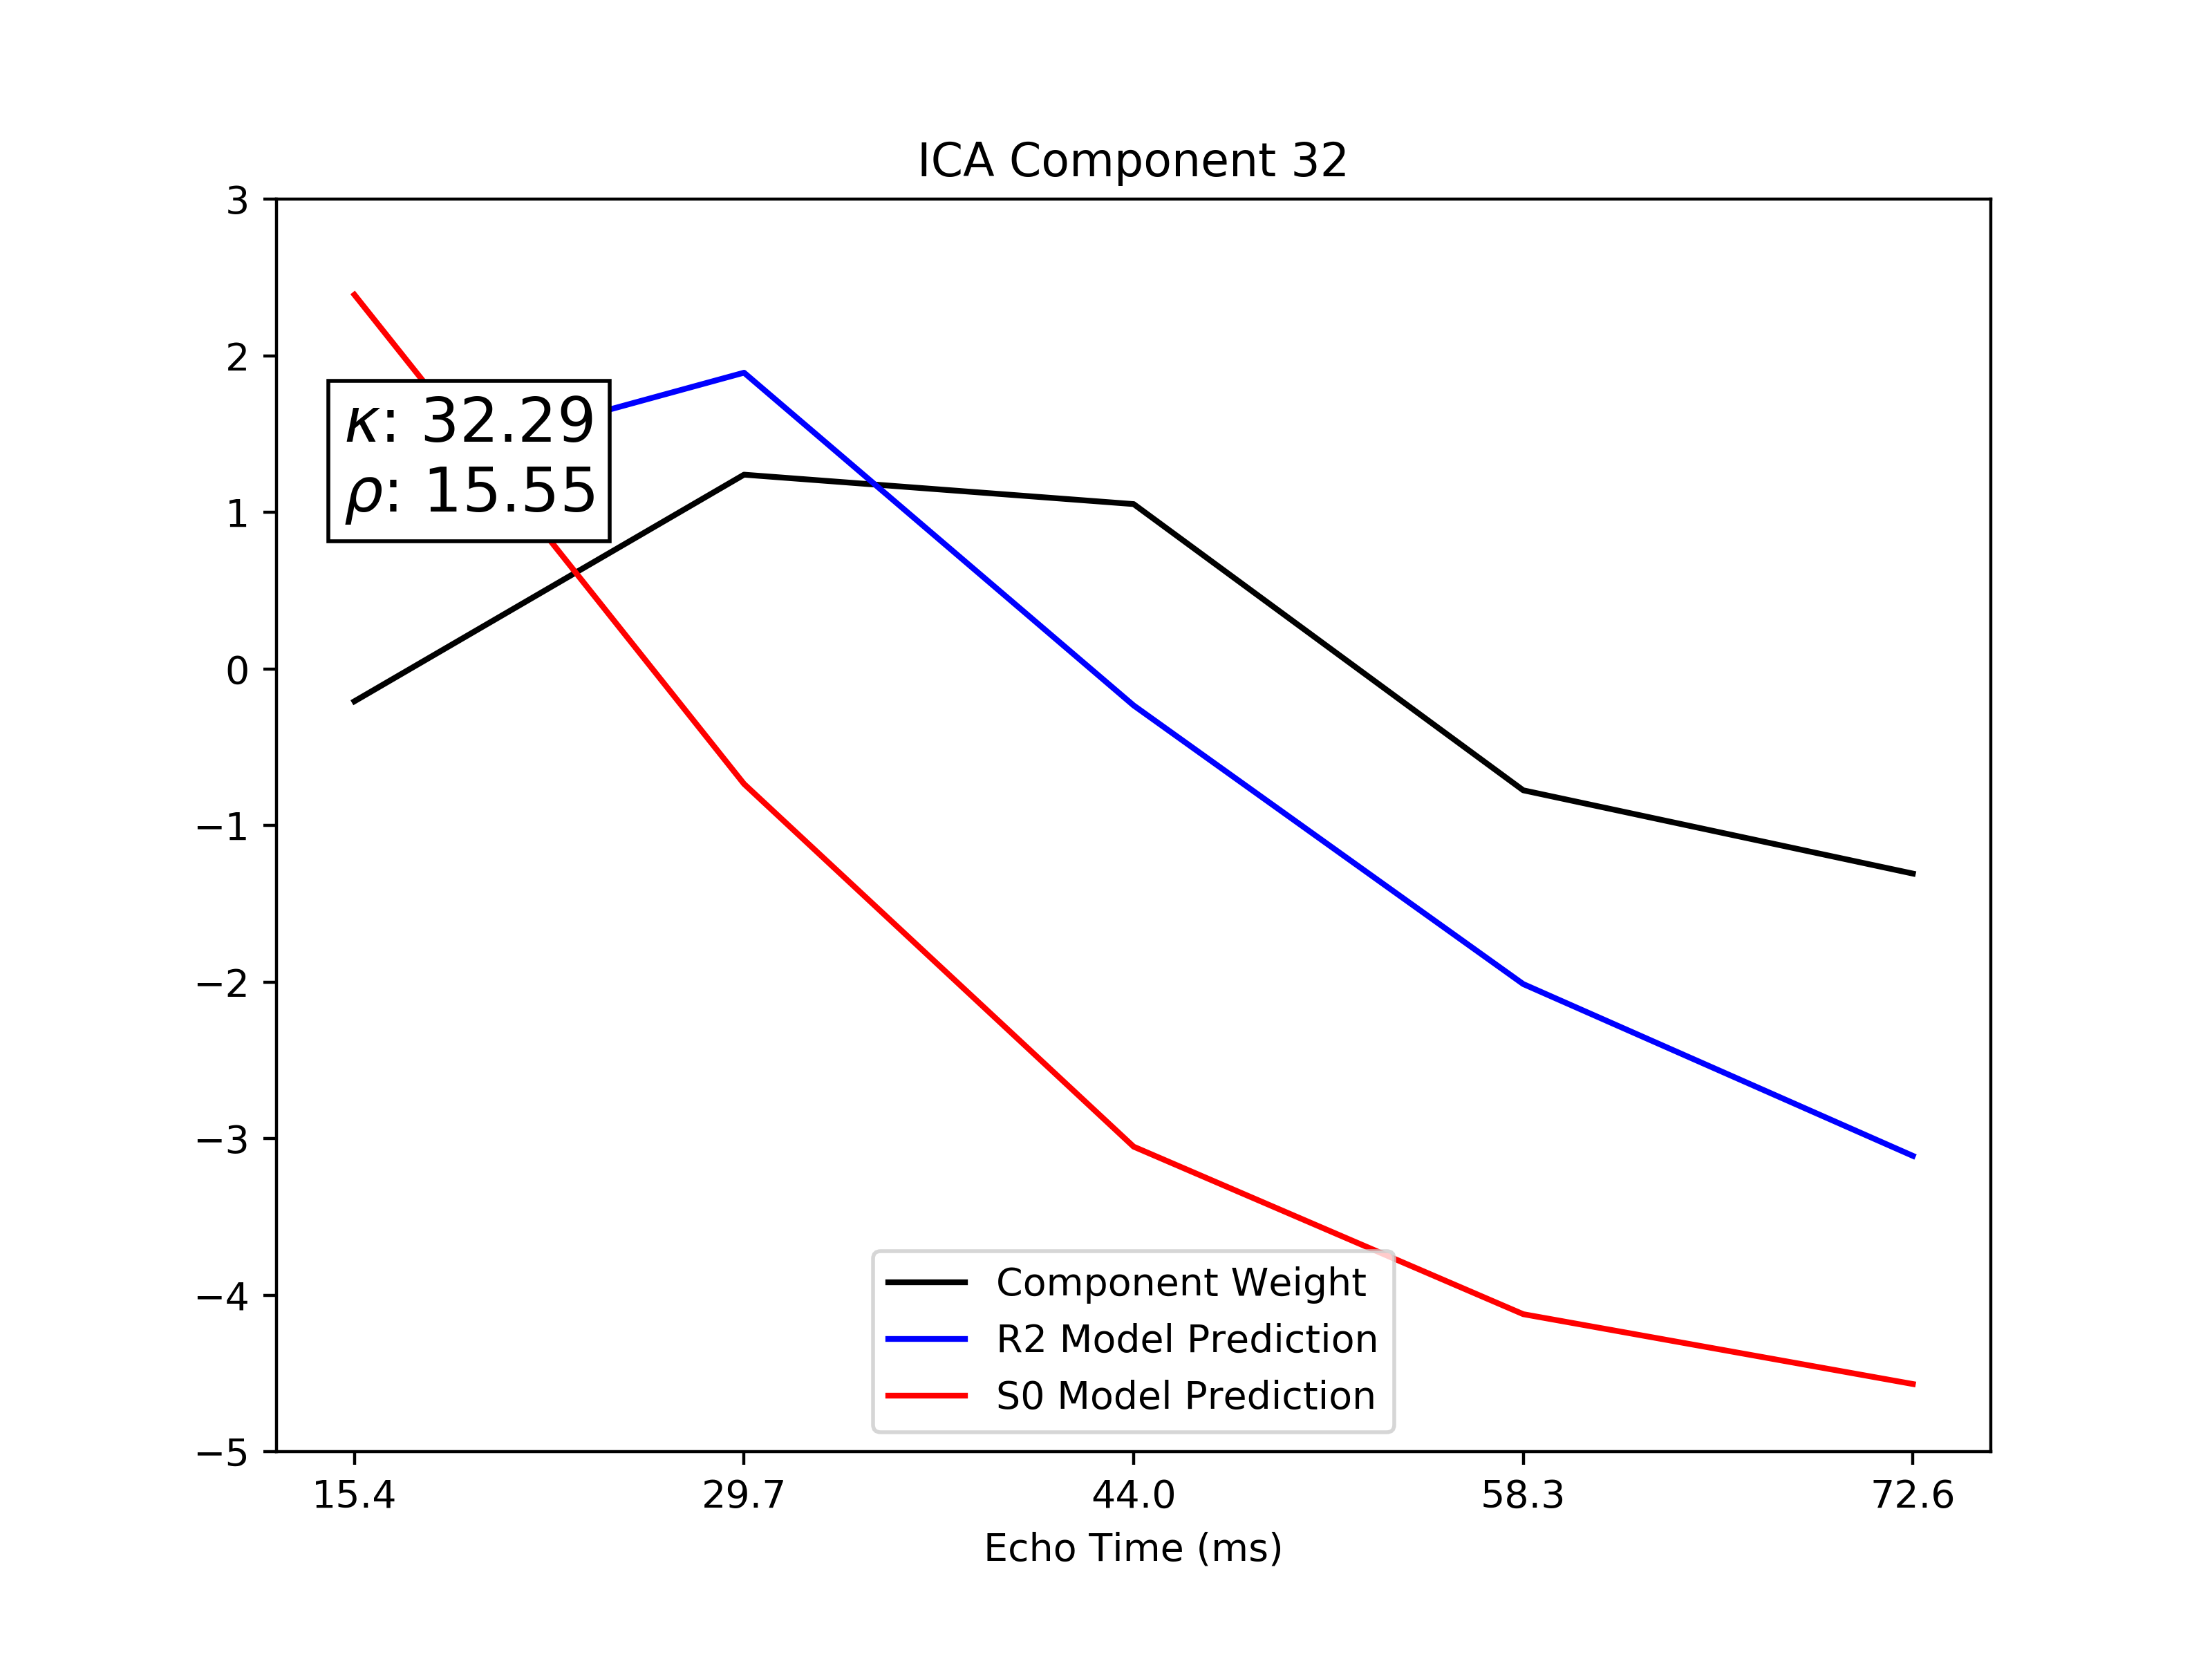 ICA Component 32
3
2
1
0
−1
−2
−3
−4
−5
κ: 32.29
ρ: 15.55
Component Weight
R2 Model Prediction
S0 Model Prediction
15.4 29.7 44.0 58.3 72.6
Echo Time (ms)